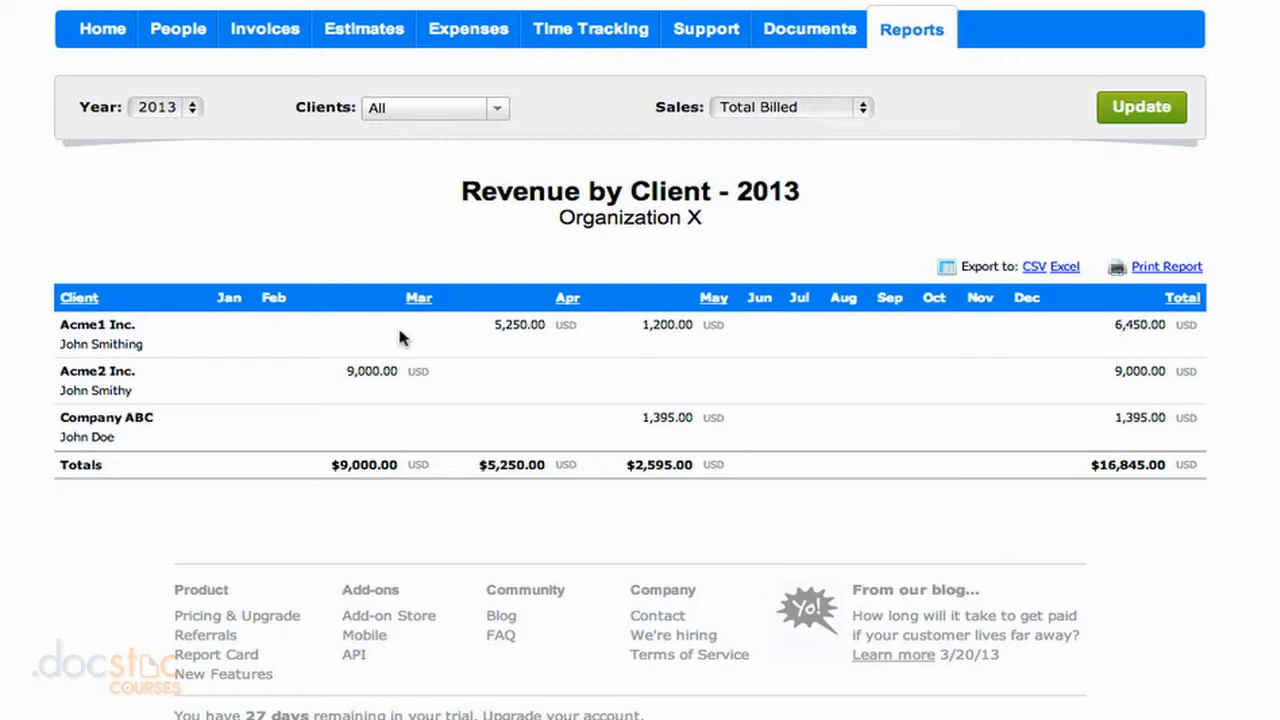 Home People Invoices Estimates Expenses Time Tracking Support Documents Reports
Year: 2013 Clients: All Sales: Total Billed Update
Revenue by Client - 2013
Organization X
Export to: CSV Excel Print Report
Client Jan Feb Mar Apr May Jun Jul Aug Sep Oct Nov Dec Total
Acme1 Inc. 5,250.00 USD 1,200.00 USD 6,450.00 USD
John Smithing
Acme2 Inc. 9,000.00 USD 9,000.00 USD
John Smithy
Company ABC 1,395.00 USD 1,395.00 USD
John Doe
Totals $9,000.00 USD $5,250.00 USD $2,595.00 USD $16,845.00 USD
Product Add-ons Community Company From our blog...
Pricing & Upgrade Add-on Store Blog Contact Yo! How long will it take to get paid
Referrals Mobile FAQ We're hiring if your customer lives far away?
Report Card API Terms of Service Learn more 3/20/13
New Features
.docstoc
COURSES
You have 27 days remaining in your trial. Upgrade your account.